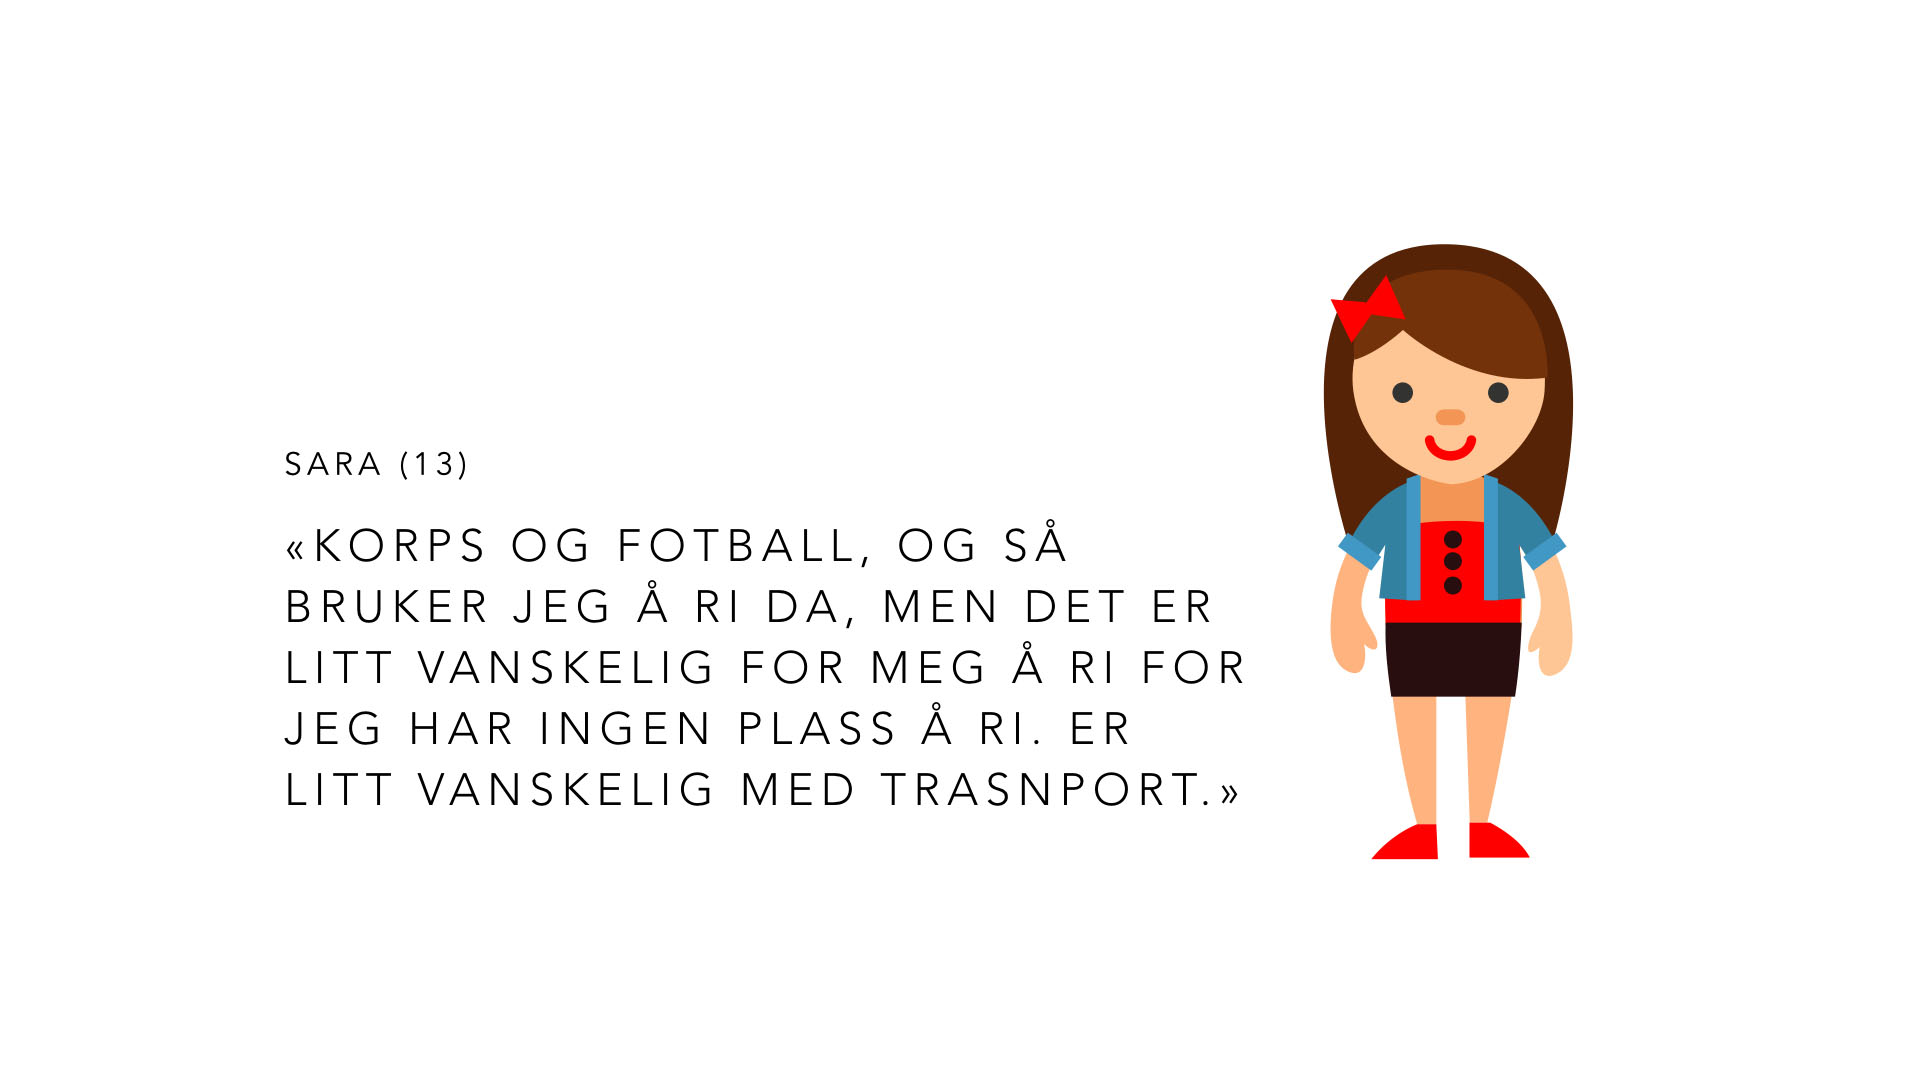 SARA (13)
«KORPS OG FOTBALL, OG SÅ
BRUKER JEG Å RI DA, MEN DET ER
LITT VANSKELIG FOR MEG Å RI FOR
JEG HAR INGEN PLASS Å RI. ER
LITT VANSKELIG MED TRASNPORT.»